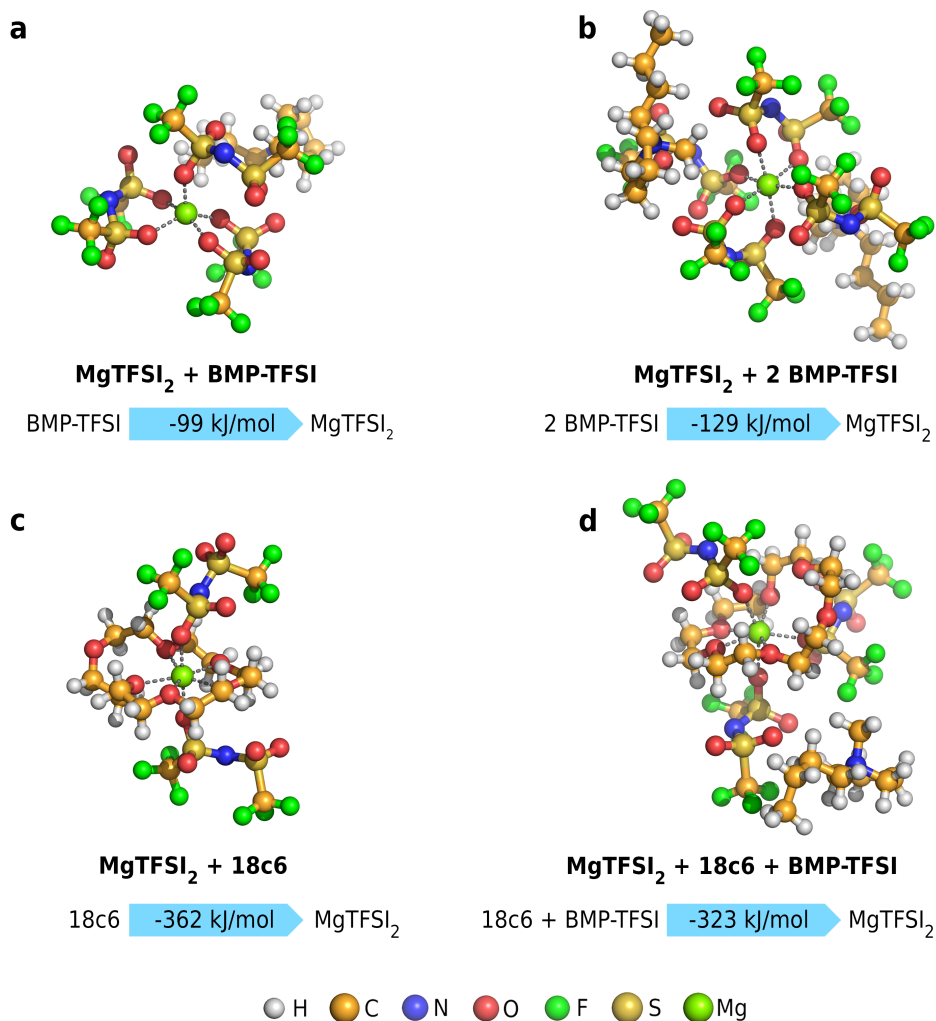 a
b
MgTFSI₂ + BMP-TFSI
MgTFSI₂ + 2 BMP-TFSI
BMP-TFSI -99 kJ/mol MgTFSI₂
2 BMP-TFSI -129 kJ/mol MgTFSI₂
c
d
MgTFSI₂ + 18c6
MgTFSI₂ + 18c6 + BMP-TFSI
18c6 -362 kJ/mol MgTFSI₂
18c6 + BMP-TFSI -323 kJ/mol MgTFSI₂
H C N O F S Mg